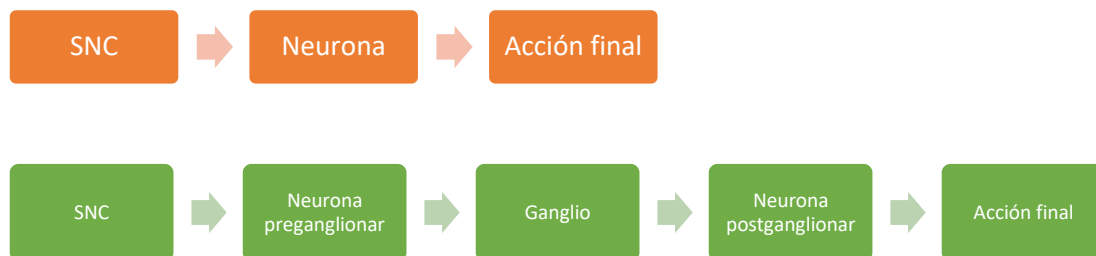 SNC
Neurona
Acción final
SNC
Neurona
preganglionar
Ganglio
Neurona
postganglionar
Acción final